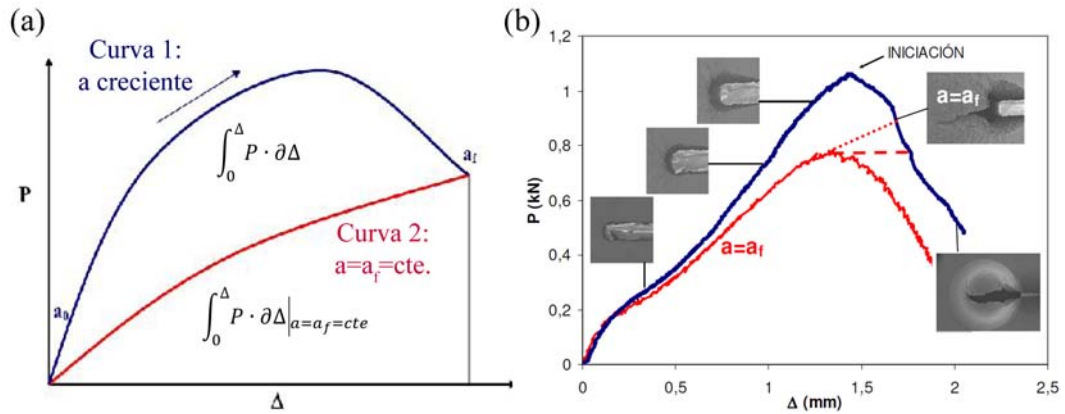 (a)
Curva 1:
a creciente
∫₀^Δ P · ∂Δ
P
a₀
a_f
Curva 2:
a=a_f=cte.
∫₀^Δ P · ∂Δ|_{a=a_f=cte}
Δ
(b)
1,2
1
0,8
0,6
0,4
0,2
0
P (kN)
INICIACIÓN
a=a_f
a=a_f
0
0,5
1
1,5
2
2,5
Δ (mm)